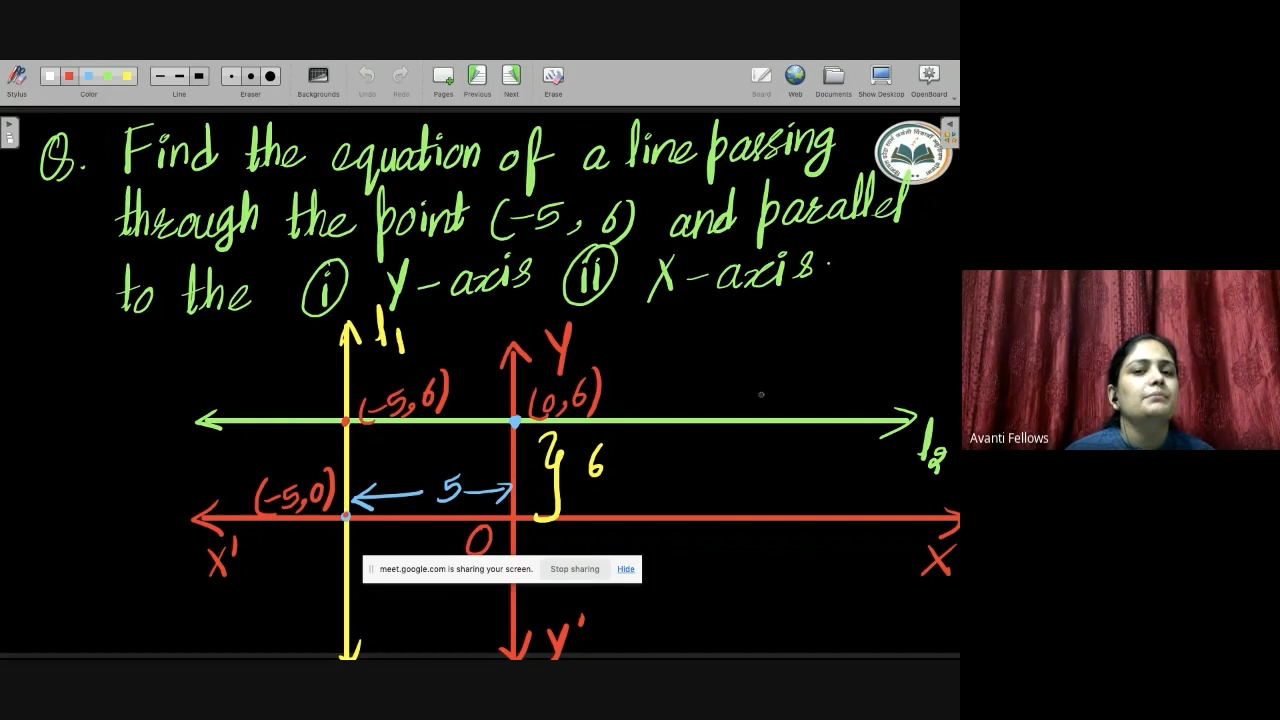 Stylus Color Line Eraser Backgrounds Undo Redo Pages Previous Next Erase Board Web Documents Show Desktop OpenBoard
Q. Find the equation of a line passing
through the point (-5, 6) and parallel
to the (i) Y-axis (ii) X-axis.
l₁
Y
(-5,6)
(0,6)
l₂
6
(-5,0)
5
O
X'
X
meet.google.com is sharing your screen. Stop sharing Hide
Y'
Avanti Fellows